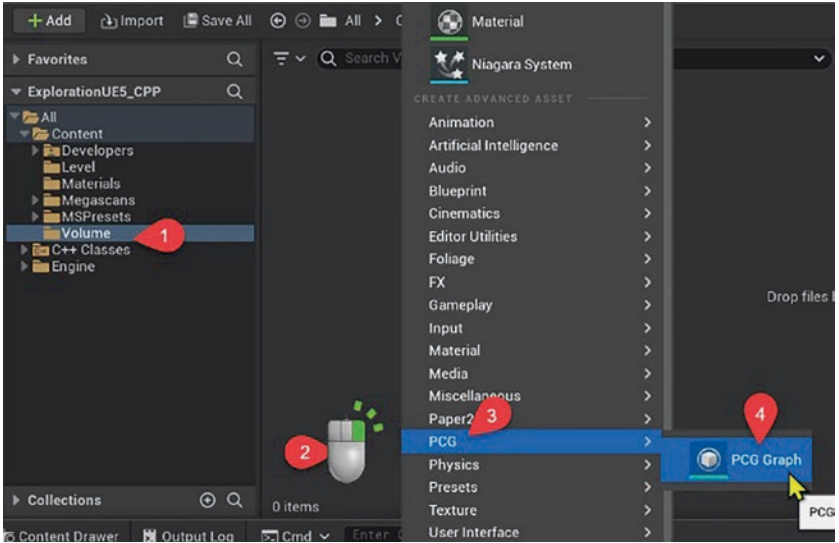 + Add Import Save All All > C
Favorites
Search V
ExplorationUE5_CPP
All
Content
Developers
Level
Materials
Megascans
MSPresets
Volume
C++ Classes
Engine
1
Material
Niagara System
CREATE ADVANCED ASSET
Animation
Artificial Intelligence
Audio
Blueprint
Cinematics
Editor Utilities
Foliage
FX
Gameplay
Input
Material
Media
Miscellaneous
Paper2
PCG
Physics
Presets
Texture
User Interface
Drop files
2
3
4
PCG Graph
PCG
Collections
0 items
Content Drawer Output Log Cmd Enter